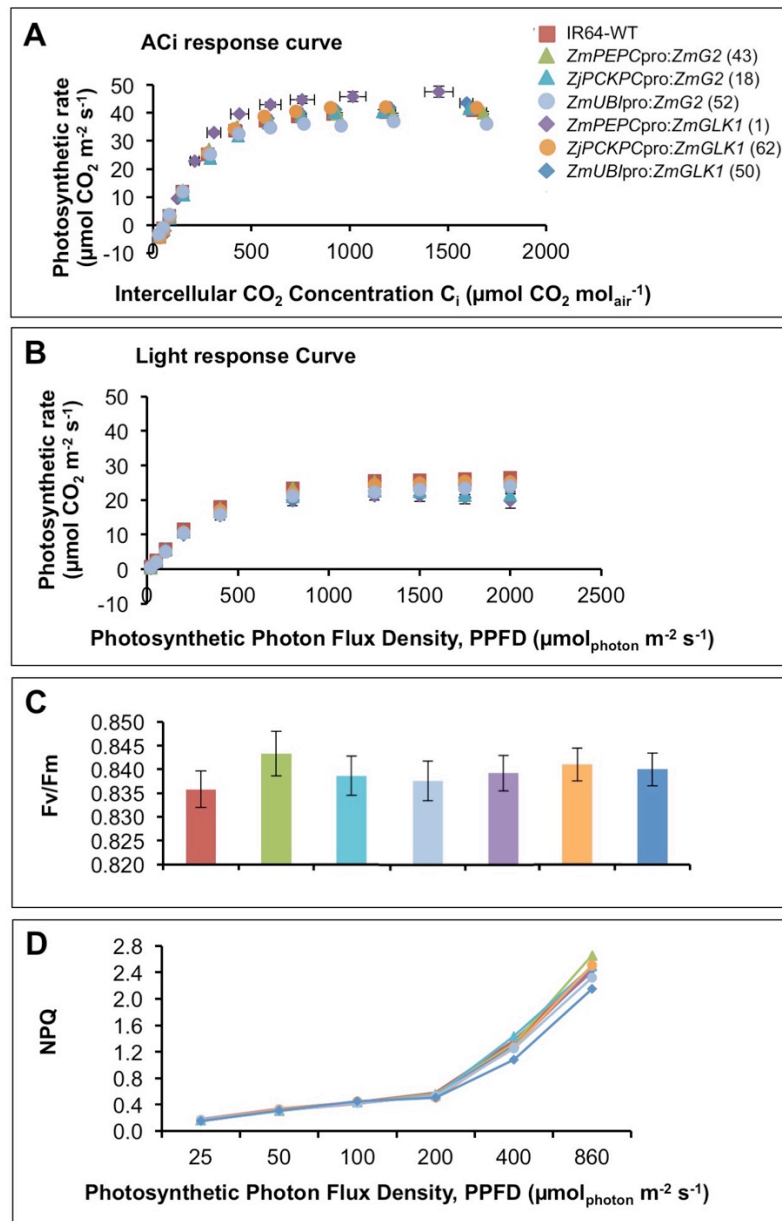 A
ACi response curve
IR64-WT
ZmPEPCpro:ZmG2 (43)
ZjPCKPCpro:ZmG2 (18)
ZmUBIpro:ZmG2 (52)
ZmPEPCpro:ZmGLK1 (1)
ZjPCKPCpro:ZmGLK1 (62)
ZmUBIpro:ZmGLK1 (50)
Photosynthetic rate
(µmol CO2 m-2 s-1)
50
40
30
20
10
0
-10
0 500 1000 1500 2000
Intercellular CO2 Concentration Ci (µmol CO2 molair-1)
B
Light response Curve
Photosynthetic rate
(µmol CO2 m-2 s-1)
50
40
30
20
10
0
-10
0 500 1000 1500 2000 2500
Photosynthetic Photon Flux Density, PPFD (µmolphoton m-2 s-1)
C
Fv/Fm
0.850
0.845
0.840
0.835
0.830
0.825
0.820
D
NPQ
2.8
2.4
2.0
1.6
1.2
0.8
0.4
0.0
25 50 100 200 400 860
Photosynthetic Photon Flux Density, PPFD (µmolphoton m-2 s-1)